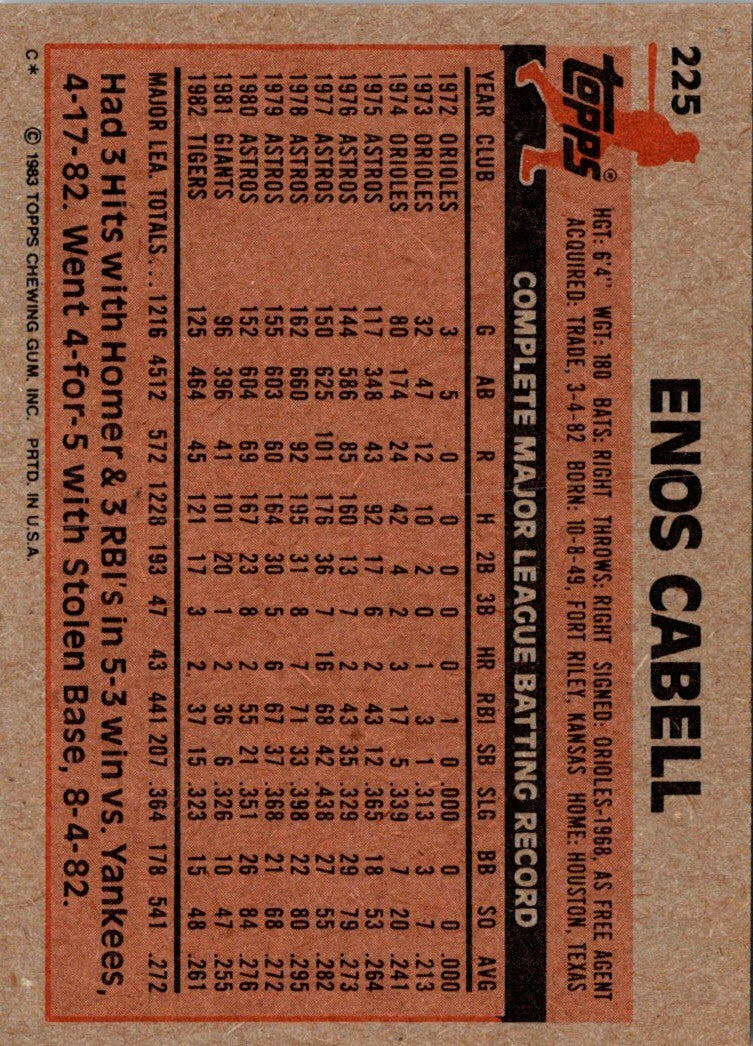 225
ENOS CABELL
Topps®
HGT: 6'4" WGT: 180 BATS: RIGHT THROWS: RIGHT SIGNED: ORIOLES-1968, AS FREE AGENT
ACQUIRED: TRADE, 3-4-82 BORN: 10-8-49, FORT RILEY, KANSAS HOME: HOUSTON, TEXAS
COMPLETE MAJOR LEAGUE BATTING RECORD
YEAR CLUB G AB R H 2B 3B HR RBI SB SLG BB SO AVG
1972 ORIOLES 3 5 0 0 0 0 0 1 0 .000 0 0 .000
1973 ORIOLES 32 47 12 10 2 0 1 3 1 .313 3 7 .213
1974 ORIOLES 80 174 24 42 4 2 3 17 5 .339 7 20 .241
1975 ASTROS 117 348 43 92 17 6 2 43 12 .365 18 53 .264
1976 ASTROS 144 586 85 160 13 7 2 43 35 .329 29 79 .273
1977 ASTROS 150 625 101 176 36 7 16 68 42 .438 27 55 .282
1978 ASTROS 162 660 92 195 31 8 7 71 33 .398 22 80 .295
1979 ASTROS 155 603 60 164 30 5 6 67 37 .368 21 68 .272
1980 ASTROS 152 604 69 167 23 8 2 55 21 .351 26 84 .276
1981 GIANTS 96 396 41 101 20 1 2 36 6 .326 10 47 .255
1982 TIGERS 125 464 45 121 17 3 2 37 15 .323 15 48 .261
MAJOR LEA. TOTALS... 1216 4512 572 1228 193 47 43 441 207 .364 178 541 .272
Had 3 Hits with Homer & 3 RBI's in 5-3 win vs. Yankees,
4-17-82. Went 4-for-5 with Stolen Base, 8-4-82.
C* © 1983 TOPPS CHEWING GUM, INC. PRTD. IN U.S.A.